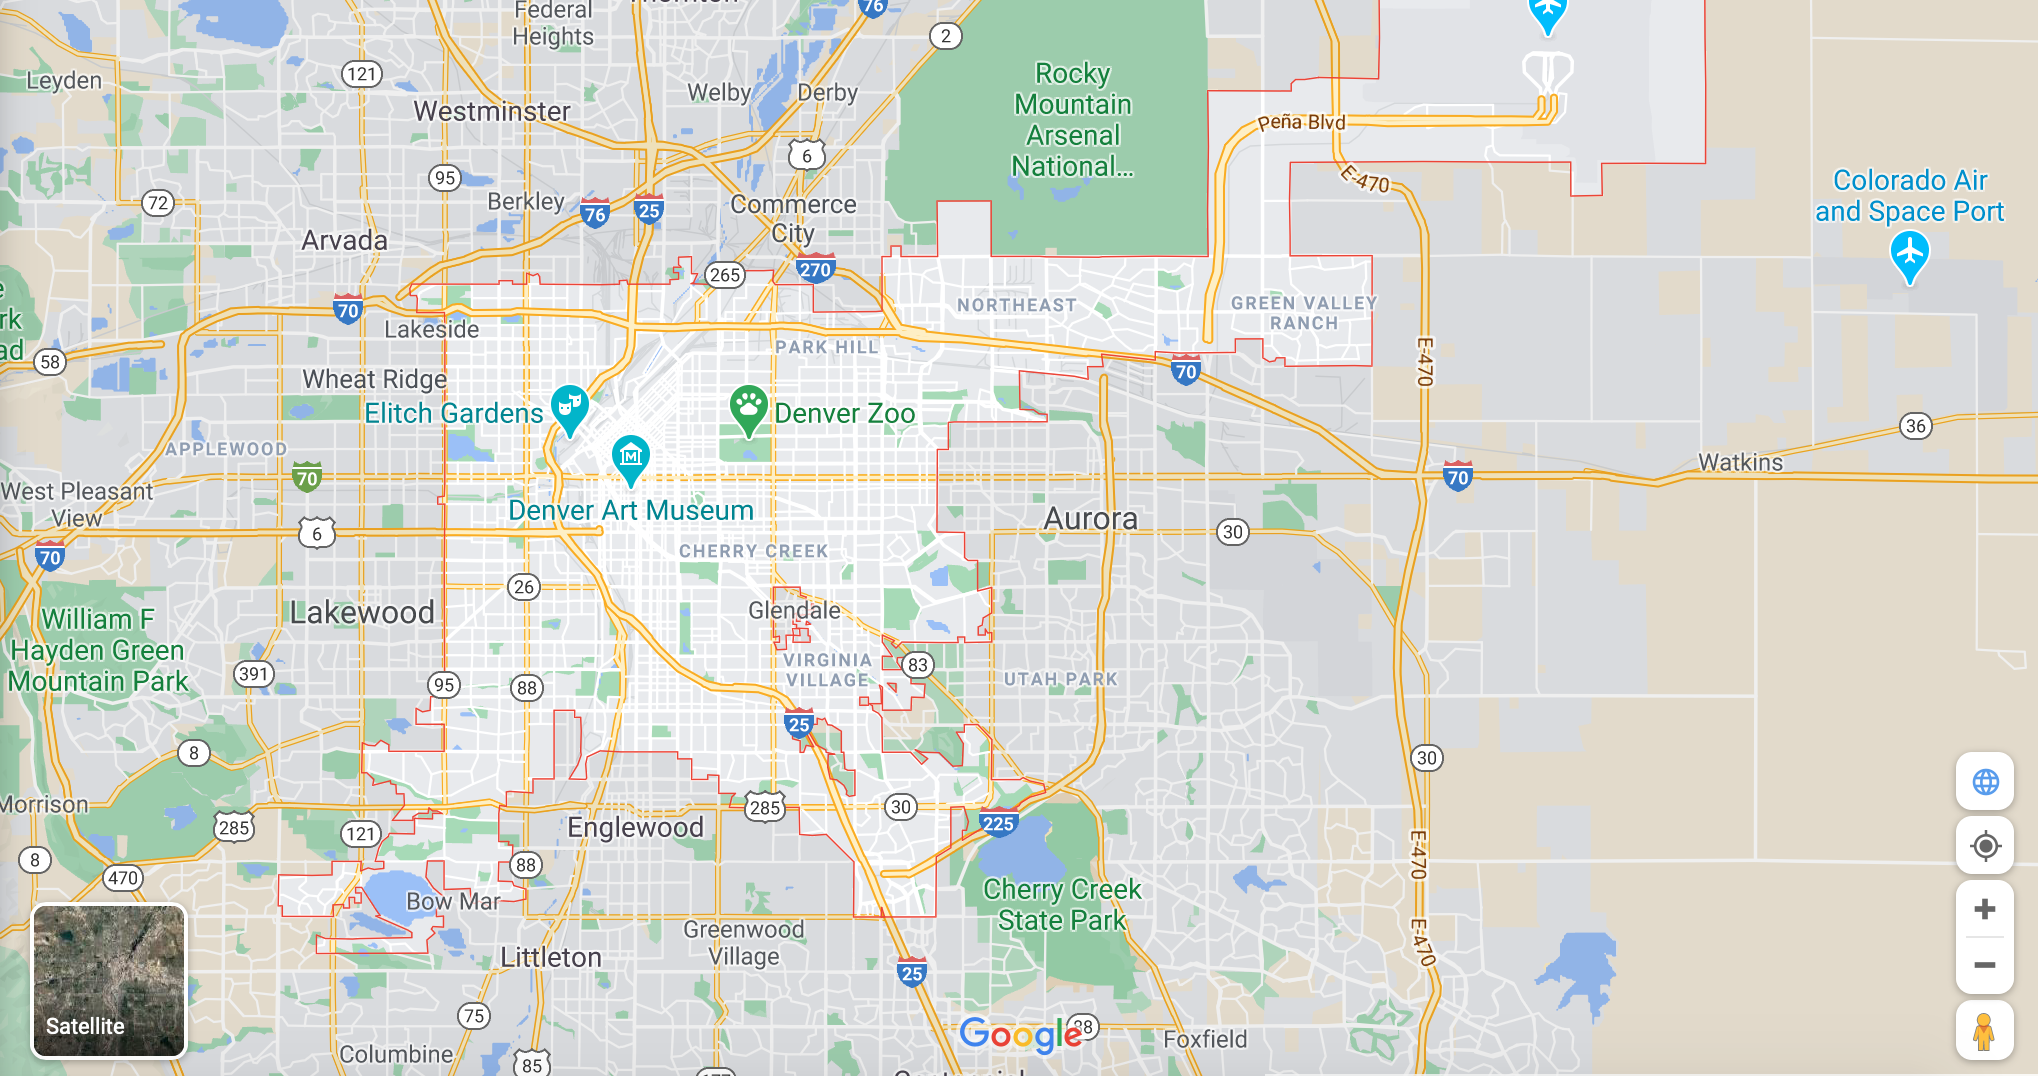 Federal
Heights
76
2
Leyden
121
Westminster
Welby
Derby
Rocky
Mountain
Arsenal
National...
Peña Blvd
6
95
72
Berkley
76
25
Commerce
City
E-470
Colorado Air
and Space Port
Arvada
265
270
70
Lakeside
NORTHEAST
GREEN VALLEY
RANCH
58
PARK HILL
70
E-470
Wheat Ridge
Elitch Gardens
Denver Zoo
36
APPLEWOOD
70
M
70
Watkins
West Pleasant
View
Denver Art Museum
Aurora
6
30
70
CHERRY CREEK
26
Lakewood
Glendale
William F
Hayden Green
Mountain Park
391
95
88
VIRGINIA
VILLAGE
83
UTAH PARK
25
8
30
Morrison
285
121
Englewood
285
30
225
E-470
8
470
88
Bow Mar
Cherry Creek
State Park
Greenwood
Village
E-470
Littleton
25
Satellite
75
Google
88
Foxfield
Columbine
85